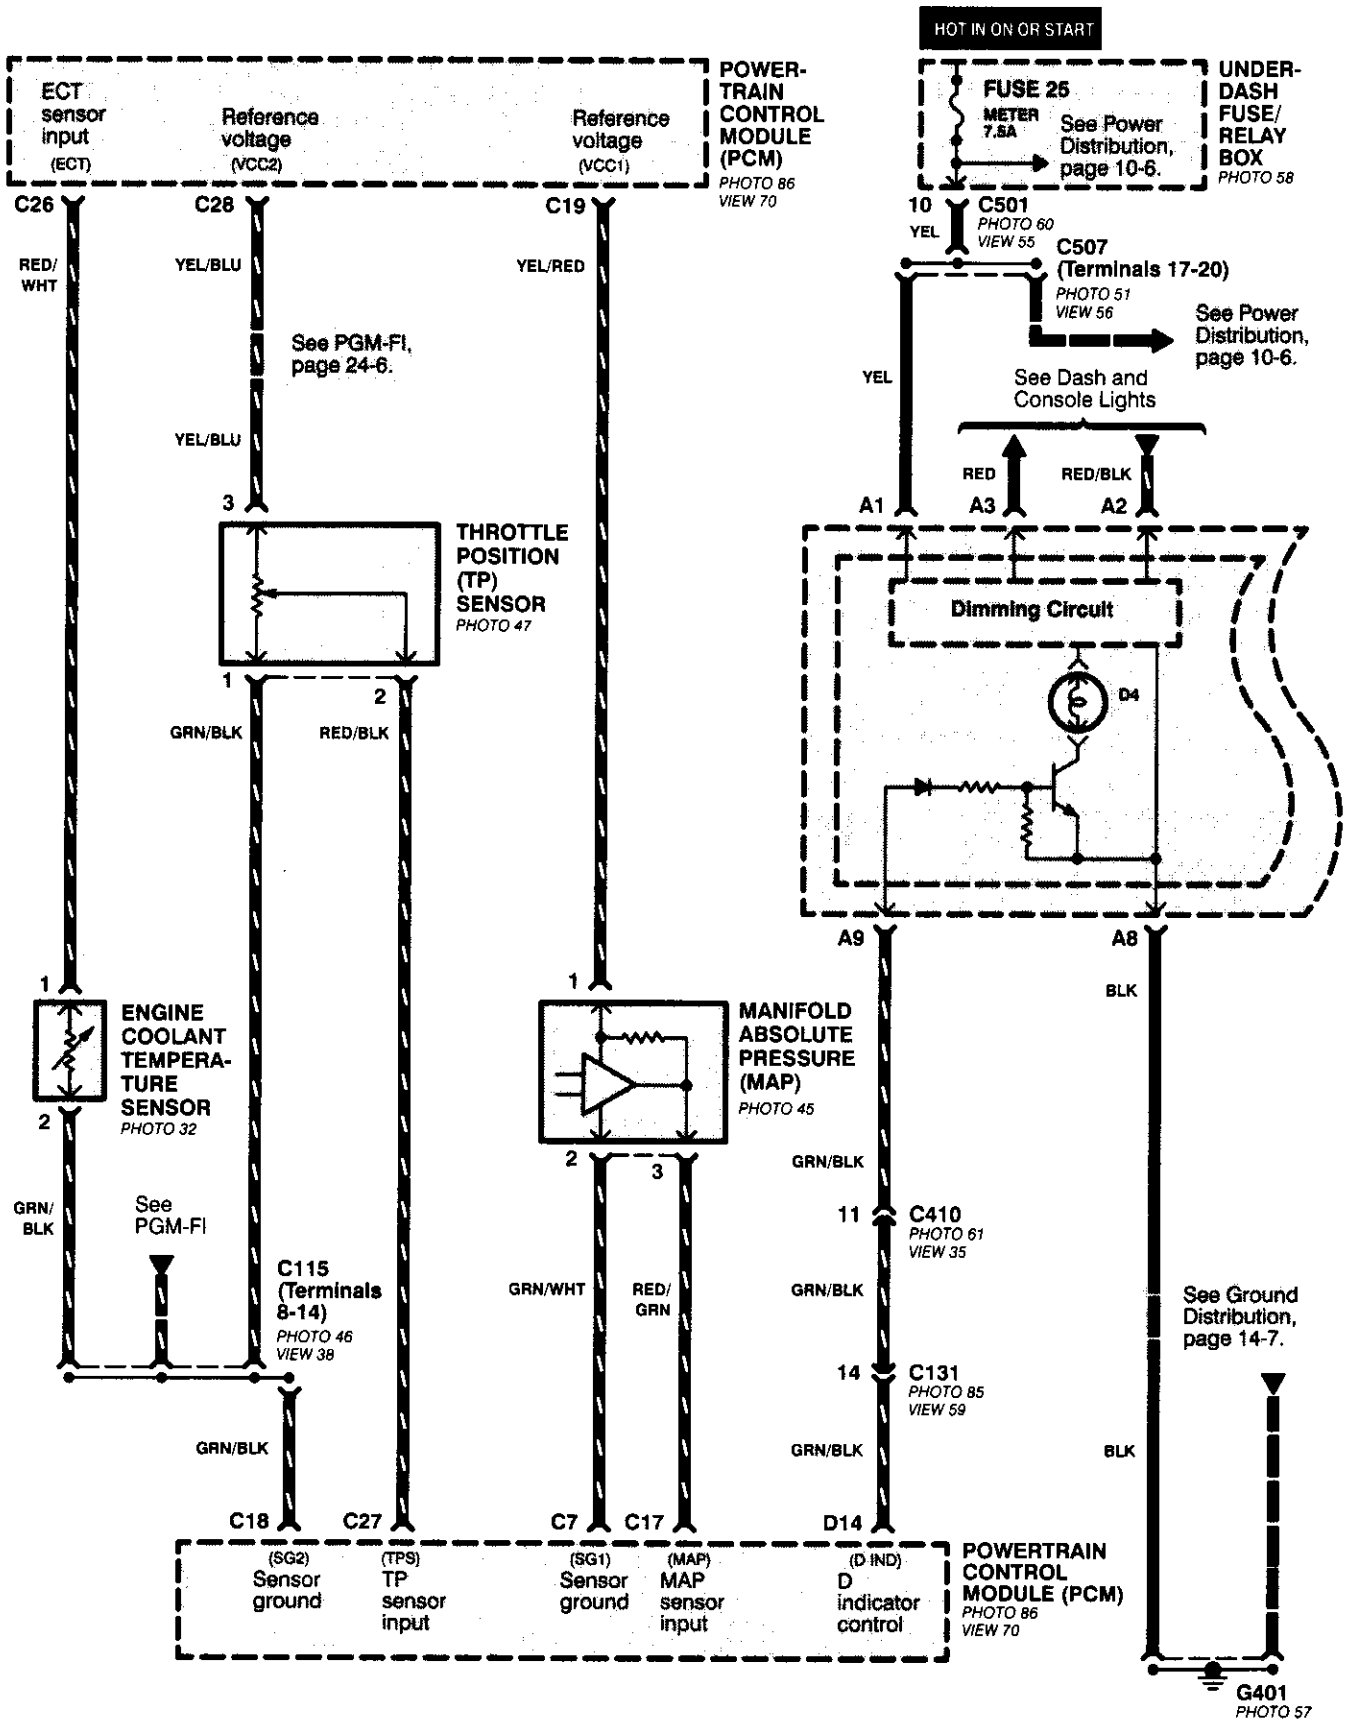 HOT IN ON OR START
ECT
sensor
input
(ECT)
Reference
voltage
(VCC2)
Reference
voltage
(VCC1)
POWER-
TRAIN
CONTROL
MODULE
(PCM)
PHOTO 86
VIEW 70
FUSE 25
METER
7.5A
See Power
Distribution,
page 10-6.
UNDER-
DASH
FUSE/
RELAY
BOX
PHOTO 58
C26
C28
C19
10
C501
PHOTO 60
VIEW 55
YEL
C507
(Terminals 17-20)
PHOTO 51
VIEW 56
RED/
WHT
YEL/BLU
YEL/RED
See PGM-FI,
page 24-6.
See Power
Distribution,
page 10-6.
YEL
See Dash and
Console Lights
YEL/BLU
RED
RED/BLK
3
A1
A3
A2
THROTTLE
POSITION
(TP)
SENSOR
PHOTO 47
Dimming Circuit
D4
1
2
GRN/BLK
RED/BLK
A9
A8
BLK
1
ENGINE
COOLANT
TEMPERA-
TURE
SENSOR
PHOTO 32
2
1
MANIFOLD
ABSOLUTE
PRESSURE
(MAP)
PHOTO 45
2
3
GRN/BLK
GRN/
BLK
See
PGM-FI
11
C410
PHOTO 61
VIEW 35
C115
(Terminals
8-14)
PHOTO 46
VIEW 38
GRN/WHT
RED/
GRN
GRN/BLK
See Ground
Distribution,
page 14-7.
14
C131
PHOTO 85
VIEW 59
GRN/BLK
GRN/BLK
BLK
C18
C27
C7
C17
D14
(SG2)
Sensor
ground
(TPS)
TP
sensor
input
(SG1)
Sensor
ground
(MAP)
MAP
sensor
input
(D IND)
D
indicator
control
POWERTRAIN
CONTROL
MODULE (PCM)
PHOTO 86
VIEW 70
G401
PHOTO 57